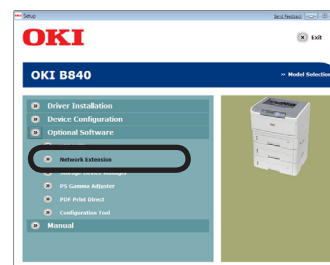 Setup
Send Feedback
OKI
Exit
OKI B840
Model Selection
Driver Installation
Device Configuration
Optional Software
Network Extension
PS Gamma Adjuster
PDF Print Direct
Configuration Tool
Manual